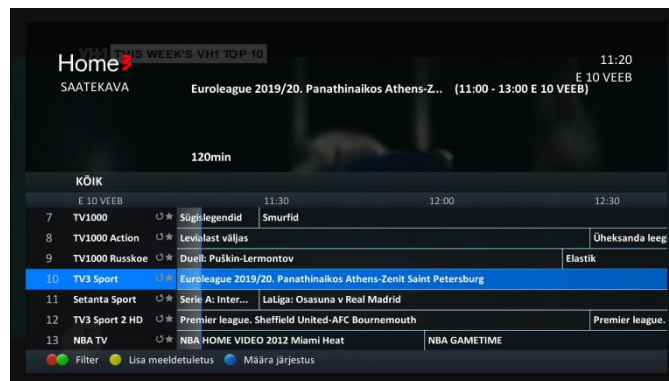 VH1 THIS WEEK'S VH1 TOP 10
Home3
11:20
SAATEKAVA
E 10 VEEB
Euroleague 2019/20. Panathinaikos Athens-Z... (11:00 - 13:00 E 10 VEEB)
120min
KÕIK
E 10 VEEB 11:30 12:00 12:30
7 TV1000 Sügislegendid Smurfid
8 TV1000 Action Levialast väljas Üheksanda leegi
9 TV1000 Russkoe Duell: Puškin-Lermontov Elastik
10 TV3 Sport Euroleague 2019/20. Panathinaikos Athens-Zenit Saint Petersburg
11 Setanta Sport Serie A: Inter... LaLiga: Osasuna v Real Madrid
12 TV3 Sport 2 HD Premier league. Sheffield United-AFC Bournemouth Premier league.
13 NBA TV NBA HOME VIDEO 2012 Miami Heat NBA GAMETIME
Filter Lisa meeldetuletus Määra järjestus